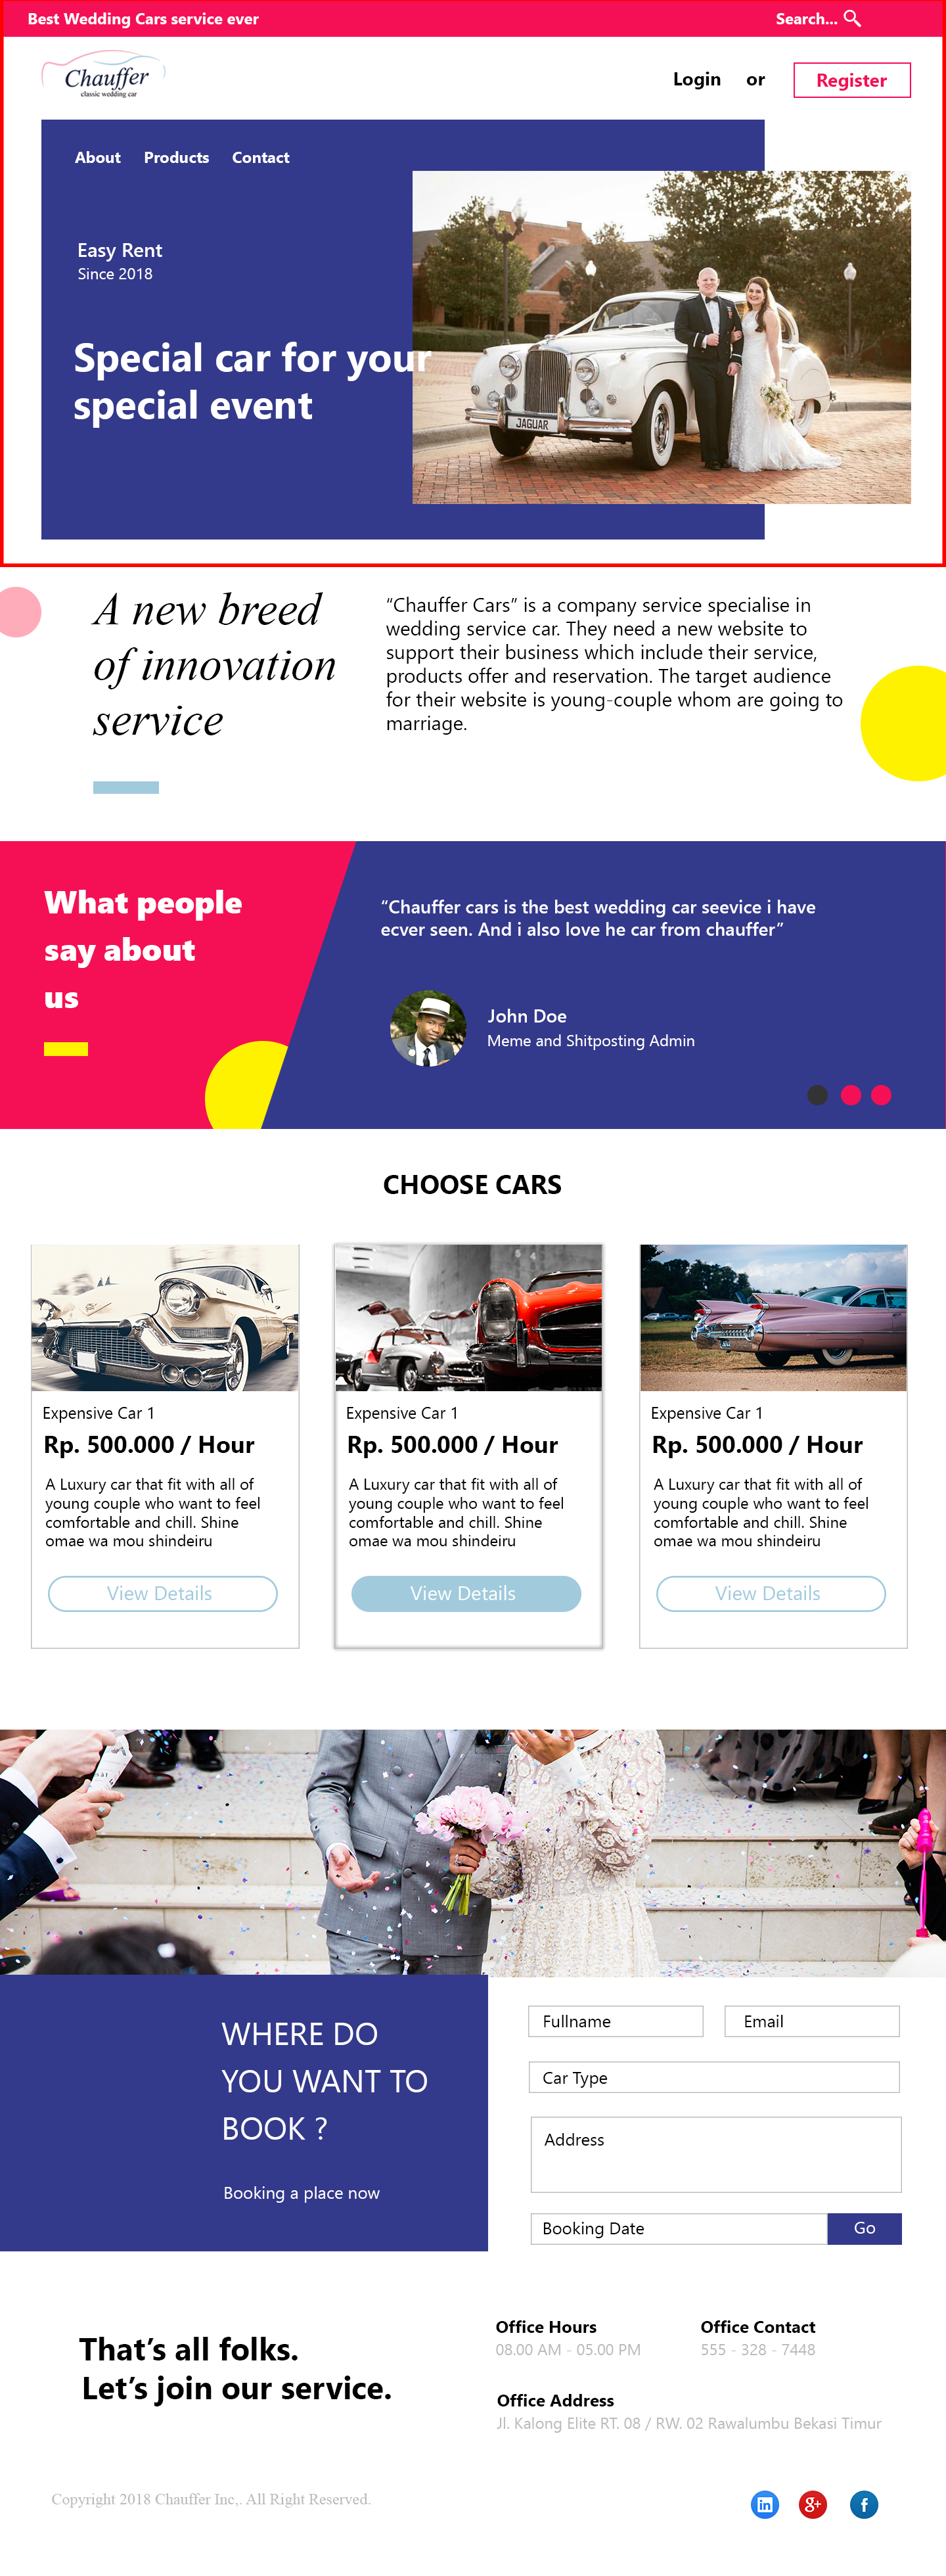 Best Wedding Cars service ever
Search...
Chauffer
classic wedding car
Login or Register
About Products Contact
Easy Rent
Since 2018
Special car for your
special event
JAGUAR
A new breed
of innovation
service
“Chauffer Cars” is a company service specialise in
wedding service car. They need a new website to
support their business which include their service,
products offer and reservation. The target audience
for their website is young-couple whom are going to
marriage.
What people
say about
us
“Chauffer cars is the best wedding car seevice i have
ecver seen. And i also love he car from chauffer”
John Doe
Meme and Shitposting Admin
CHOOSE CARS
Expensive Car 1
Rp. 500.000 / Hour
A Luxury car that fit with all of
young couple who want to feel
comfortable and chill. Shine
omae wa mou shindeiru
View Details
Expensive Car 1
Rp. 500.000 / Hour
A Luxury car that fit with all of
young couple who want to feel
comfortable and chill. Shine
omae wa mou shindeiru
View Details
Expensive Car 1
Rp. 500.000 / Hour
A Luxury car that fit with all of
young couple who want to feel
comfortable and chill. Shine
omae wa mou shindeiru
View Details
WHERE DO
YOU WANT TO
BOOK ?
Booking a place now
Fullname
Email
Car Type
Address
Booking Date
Go
That’s all folks.
Let’s join our service.
Office Hours
08.00 AM - 05.00 PM
Office Contact
555 - 328 - 7448
Office Address
Jl. Kalong Elite RT. 08 / RW. 02 Rawalumbu Bekasi Timur
Copyright 2018 Chauffer Inc,. All Right Reserved.
in
g+
f